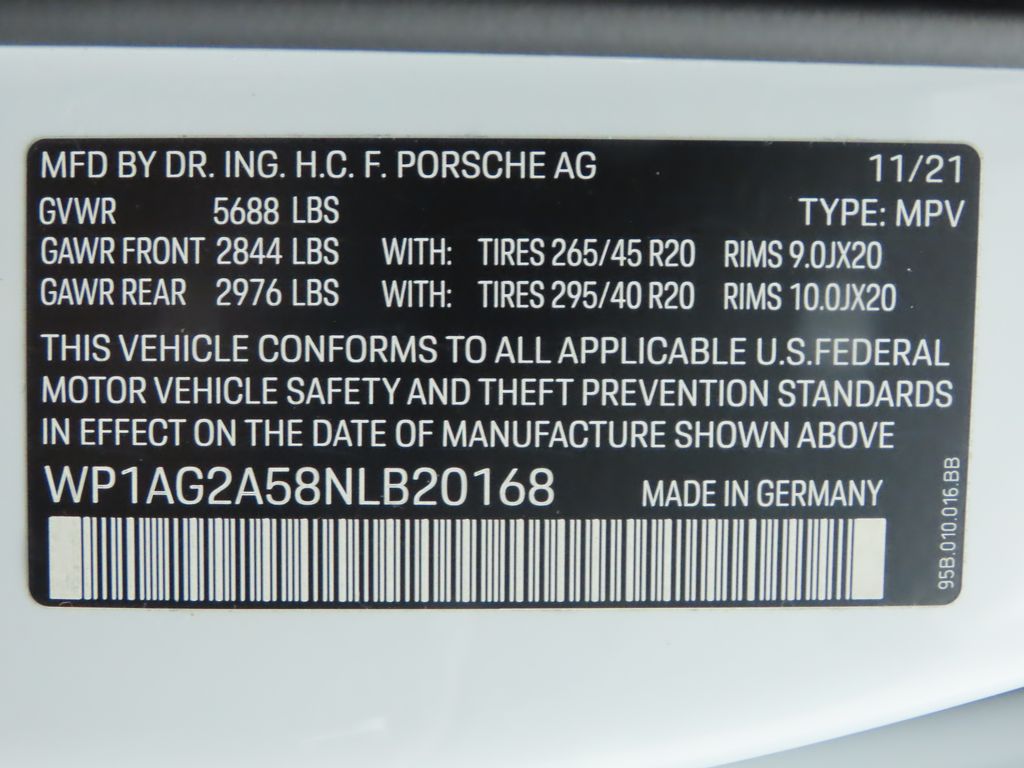 MFD BY DR. ING. H.C. F. PORSCHE AG 11/21
GVWR 5688 LBS TYPE: MPV
GAWR FRONT 2844 LBS WITH: TIRES 265/45 R20 RIMS 9.0JX20
GAWR REAR 2976 LBS WITH: TIRES 295/40 R20 RIMS 10.0JX20
THIS VEHICLE CONFORMS TO ALL APPLICABLE U.S.FEDERAL
MOTOR VEHICLE SAFETY AND THEFT PREVENTION STANDARDS
IN EFFECT ON THE DATE OF MANUFACTURE SHOWN ABOVE
WP1AG2A58NLB20168 MADE IN GERMANY
95B.010.016.BB